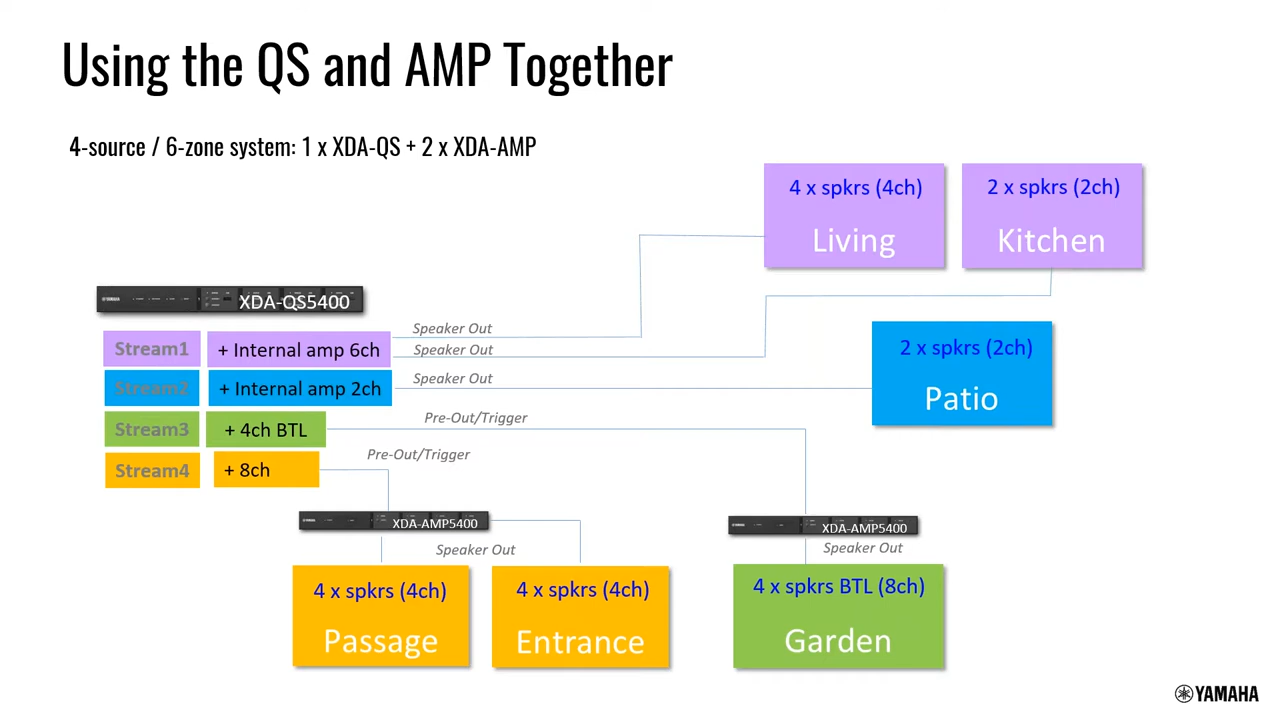 Using the QS and AMP Together
4-source / 6-zone system: 1 x XDA-QS + 2 x XDA-AMP
4 x spkrs (4ch)
Living
2 x spkrs (2ch)
Kitchen
YAMAHA
XDA-QS5400
Stream1
+ Internal amp 6ch
Speaker Out
Speaker Out
Stream2
+ Internal amp 2ch
Speaker Out
2 x spkrs (2ch)
Patio
Stream3
+ 4ch BTL
Pre-Out/Trigger
Stream4
+ 8ch
Pre-Out/Trigger
YAMAHA
XDA-AMP5400
Speaker Out
YAMAHA
XDA-AMP5400
Speaker Out
4 x spkrs (4ch)
Passage
4 x spkrs (4ch)
Entrance
4 x spkrs BTL (8ch)
Garden
YAMAHA